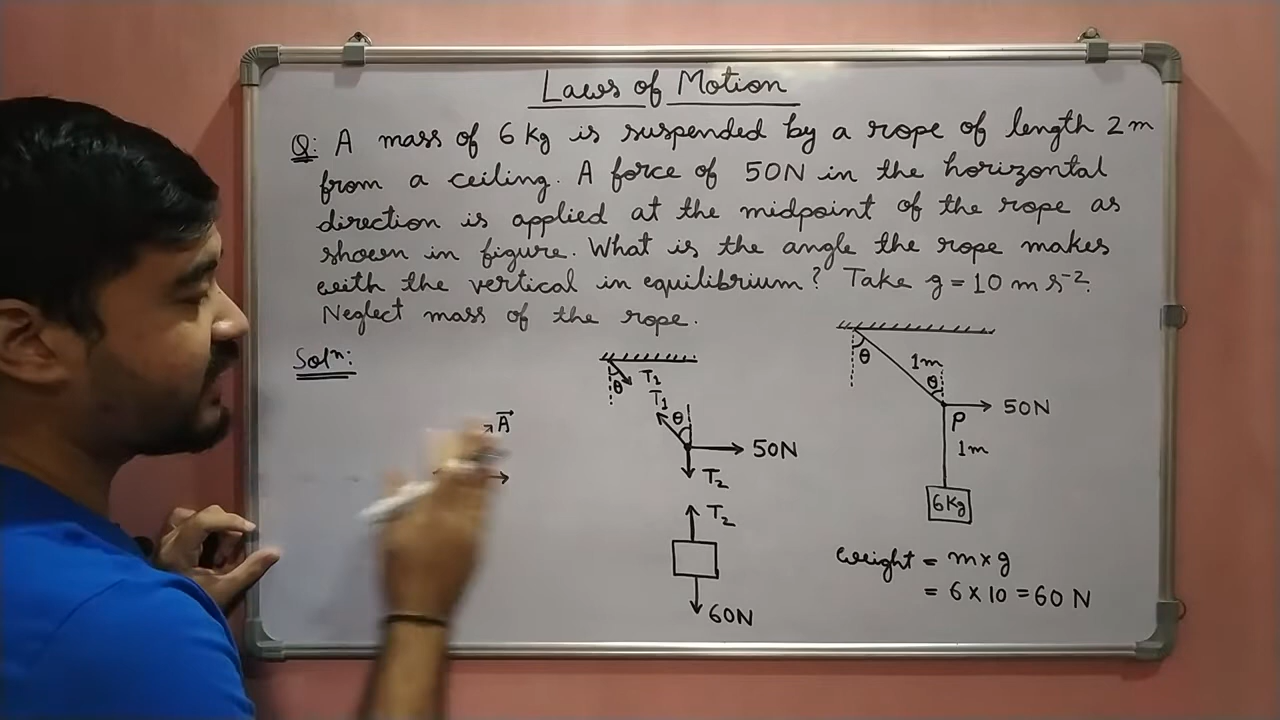 Laws of Motion
Q: A mass of 6 Kg is suspended by a rope of length 2 m
from a ceiling. A force of 50N in the horizontal
direction is applied at the midpoint of the rope as
shown in figure. What is the angle the rope makes
with the vertical in equilibrium? Take g = 10 m s⁻².
Neglect mass of the rope.
Solⁿ:
A⃗
θ
T₁
T₁
θ
50N
T₂
T₂
60N
θ
1m
θ
50N
P
1m
6Kg
weight = m×g
= 6×10 = 60 N